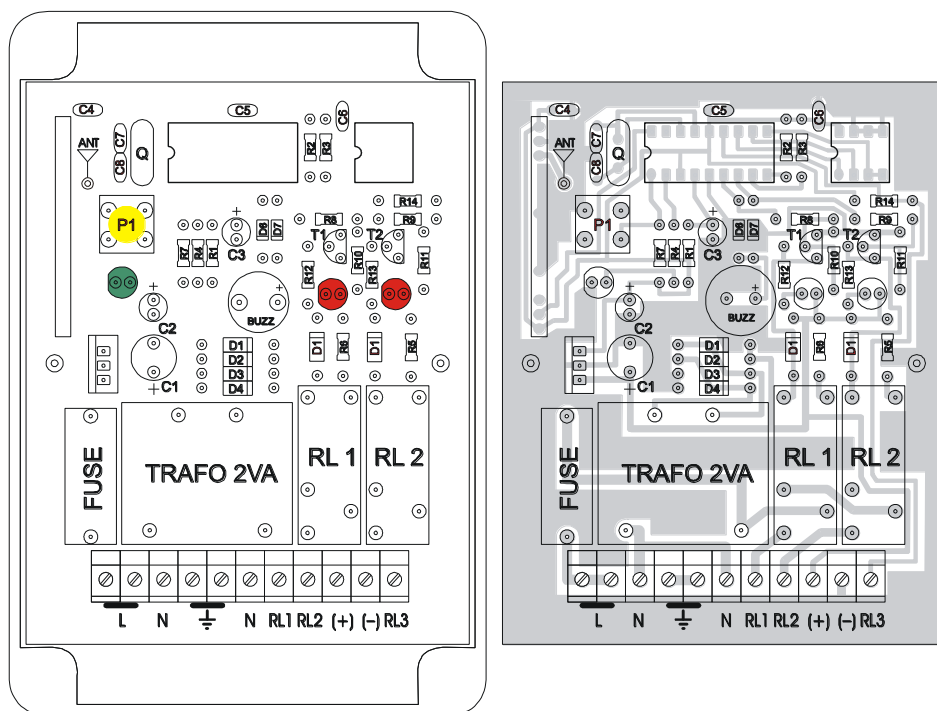 C4
C5
C6
ANT
C7
C8
Q
R2
R3
P1
R14
R8
R9
T1
T2
R7
R4
R1
C3
D6
D7
R12
R10
R13
R11
BUZZ
C2
C1
D1
D2
D3
D4
D1
R6
D1
R5
FUSE
TRAFO 2VA
RL 1
RL 2
L N N RL1 RL2 (+) (-) RL3
C4
C5
C6
ANT
C7
C8
Q
R2
R3
P1
R14
R8
R9
T1
T2
R7
R4
R1
C3
D6
D7
R12
R10
R13
R11
BUZZ
C2
C1
D1
D2
D3
D4
D1
R6
D1
R5
FUSE
TRAFO 2VA
RL 1
RL 2
L N N RL1 RL2 (+) (-) RL3